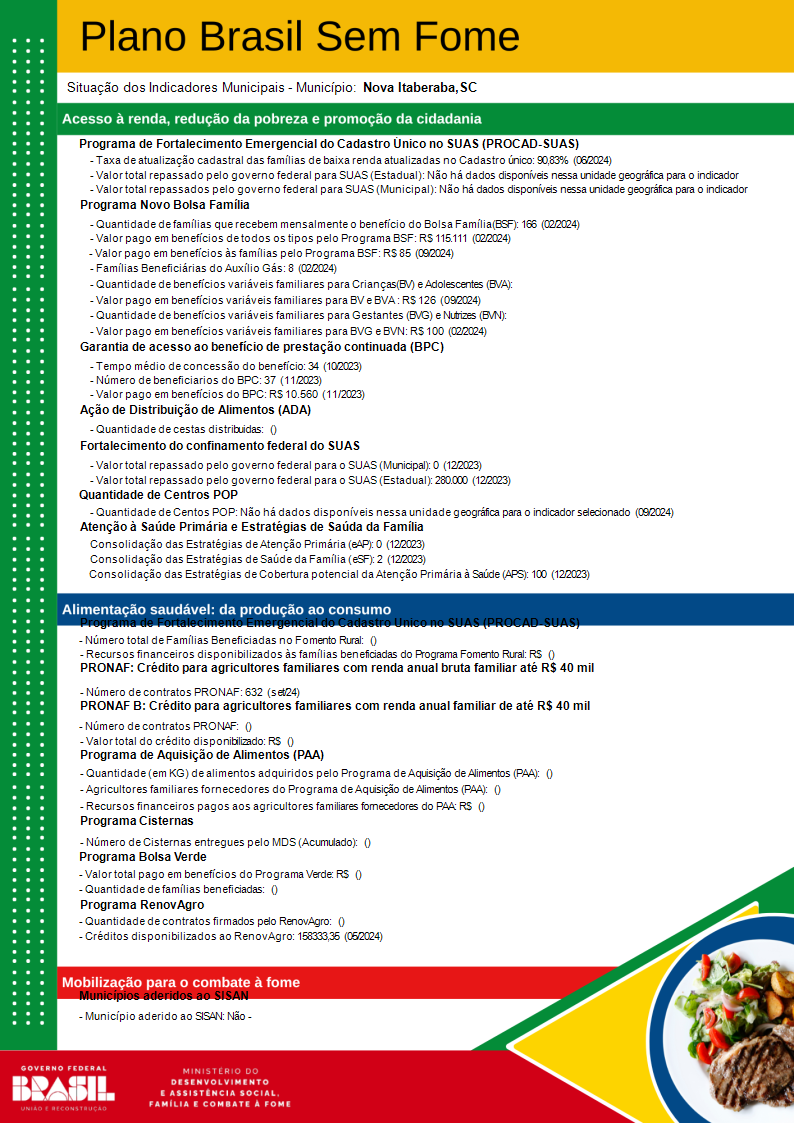 Plano Brasil Sem Fome
Situação dos Indicadores Municipais - Município: Nova Itaberaba,SC
Acesso à renda, redução da pobreza e promoção da cidadania
Programa de Fortalecimento Emergencial do Cadastro Único no SUAS (PROCAD-SUAS)
- Taxa de atualização cadastral das famílias de baixa renda atualizadas no Cadastro único: 90,83% (06/2024)
- Valor total repassado pelo governo federal para SUAS (Estadual): Não há dados disponíveis nessa unidade geográfica para o indicador
- Valor total repassados pelo governo federal para SUAS (Municipal): Não há dados disponíveis nessa unidade geográfica para o indicador
Programa Novo Bolsa Família
- Quantidade de famílias que recebem mensalmente o benefício do Bolsa Família(BSF): 166 (02/2024)
- Valor pago em benefícios de todos os tipos pelo Programa BSF: R$ 115.111 (02/2024)
- Valor pago em benefícios às famílias pelo Programa BSF: R$ 85 (09/2024)
- Famílias Beneficiárias do Auxílio Gás: 8 (02/2024)
- Quantidade de benefícios variáveis familiares para Crianças(BV) e Adolescentes (BVA):
- Valor pago em benefícios variáveis familiares para BV e BVA : R$ 126 (09/2024)
- Quantidade de benefícios variáveis familiares para Gestantes (BVG) e Nutrizes (BVN):
- Valor pago em benefícios variáveis familiares para BVG e BVN: R$ 100 (02/2024)
Garantia de acesso ao benefício de prestação continuada (BPC)
- Tempo médio de concessão do benefício: 34 (10/2023)
- Número de beneficiarios do BPC: 37 (11/2023)
- Valor pago em benefícios do BPC: R$ 10.560 (11/2023)
Ação de Distribuição de Alimentos (ADA)
- Quantidade de cestas distribuidas: ()
Fortalecimento do confinamento federal do SUAS
- Valor total repassado pelo governo federal para o SUAS (Municipal): 0 (12/2023)
- Valor total repassado pelo governo federal para o SUAS (Estadual): 280.000 (12/2023)
Quantidade de Centros POP
- Quantidade de Centos POP: Não há dados disponíveis nessa unidade geográfica para o indicador selecionado (09/2024)
Atenção à Saúde Primária e Estratégias de Saúda da Família
Consolidação das Estratégias de Atenção Primária (eAP): 0 (12/2023)
Consolidação das Estratégias de Saúde da Família (eSF): 2 (12/2023)
Consolidação das Estratégias de Cobertura potencial da Atenção Primária à Saúde (APS): 100 (12/2023)
Alimentação saudável: da produção ao consumo
Programa de Fortalecimento Emergencial do Cadastro Único no SUAS (PROCAD-SUAS)
- Número total de Famílias Beneficiadas no Fomento Rural: ()
- Recursos financeiros disponibilizados às famílias beneficiadas do Programa Fomento Rural: R$ ()
PRONAF: Crédito para agricultores familiares com renda anual bruta familiar até R$ 40 mil
- Número de contratos PRONAF: 632 (set/24)
PRONAF B: Crédito para agricultores familiares com renda anual familiar de até R$ 40 mil
- Número de contratos PRONAF: ()
- Valor total do crédito disponibilizado: R$ ()
Programa de Aquisição de Alimentos (PAA)
- Quantidade (em KG) de alimentos adquiridos pelo Programa de Aquisição de Alimentos (PAA): ()
- Agricultores familiares fornecedores do Programa de Aquisição de Alimentos (PAA): ()
- Recursos financeiros pagos aos agricultores familiares fornecedores do PAA: R$ ()
Programa Cisternas
- Número de Cisternas entregues pelo MDS (Acumulado): ()
Programa Bolsa Verde
- Valor total pago em benefícios do Programa Verde: R$ ()
- Quantidade de famílias beneficiadas: ()
Programa RenovAgro
- Quantidade de contratos firmados pelo RenovAgro: ()
- Créditos disponibilizados ao RenovAgro: 158333,35 (05/2024)
Mobilização para o combate à fome
Municípios aderidos ao SISAN
- Município aderido ao SISAN: Não -
GOVERNO FEDERAL
BRASIL
UNIÃO E RECONSTRUÇÃO
MINISTÉRIO DO
DESENVOLVIMENTO
E ASSISTÊNCIA SOCIAL,
FAMÍLIA E COMBATE À FOME